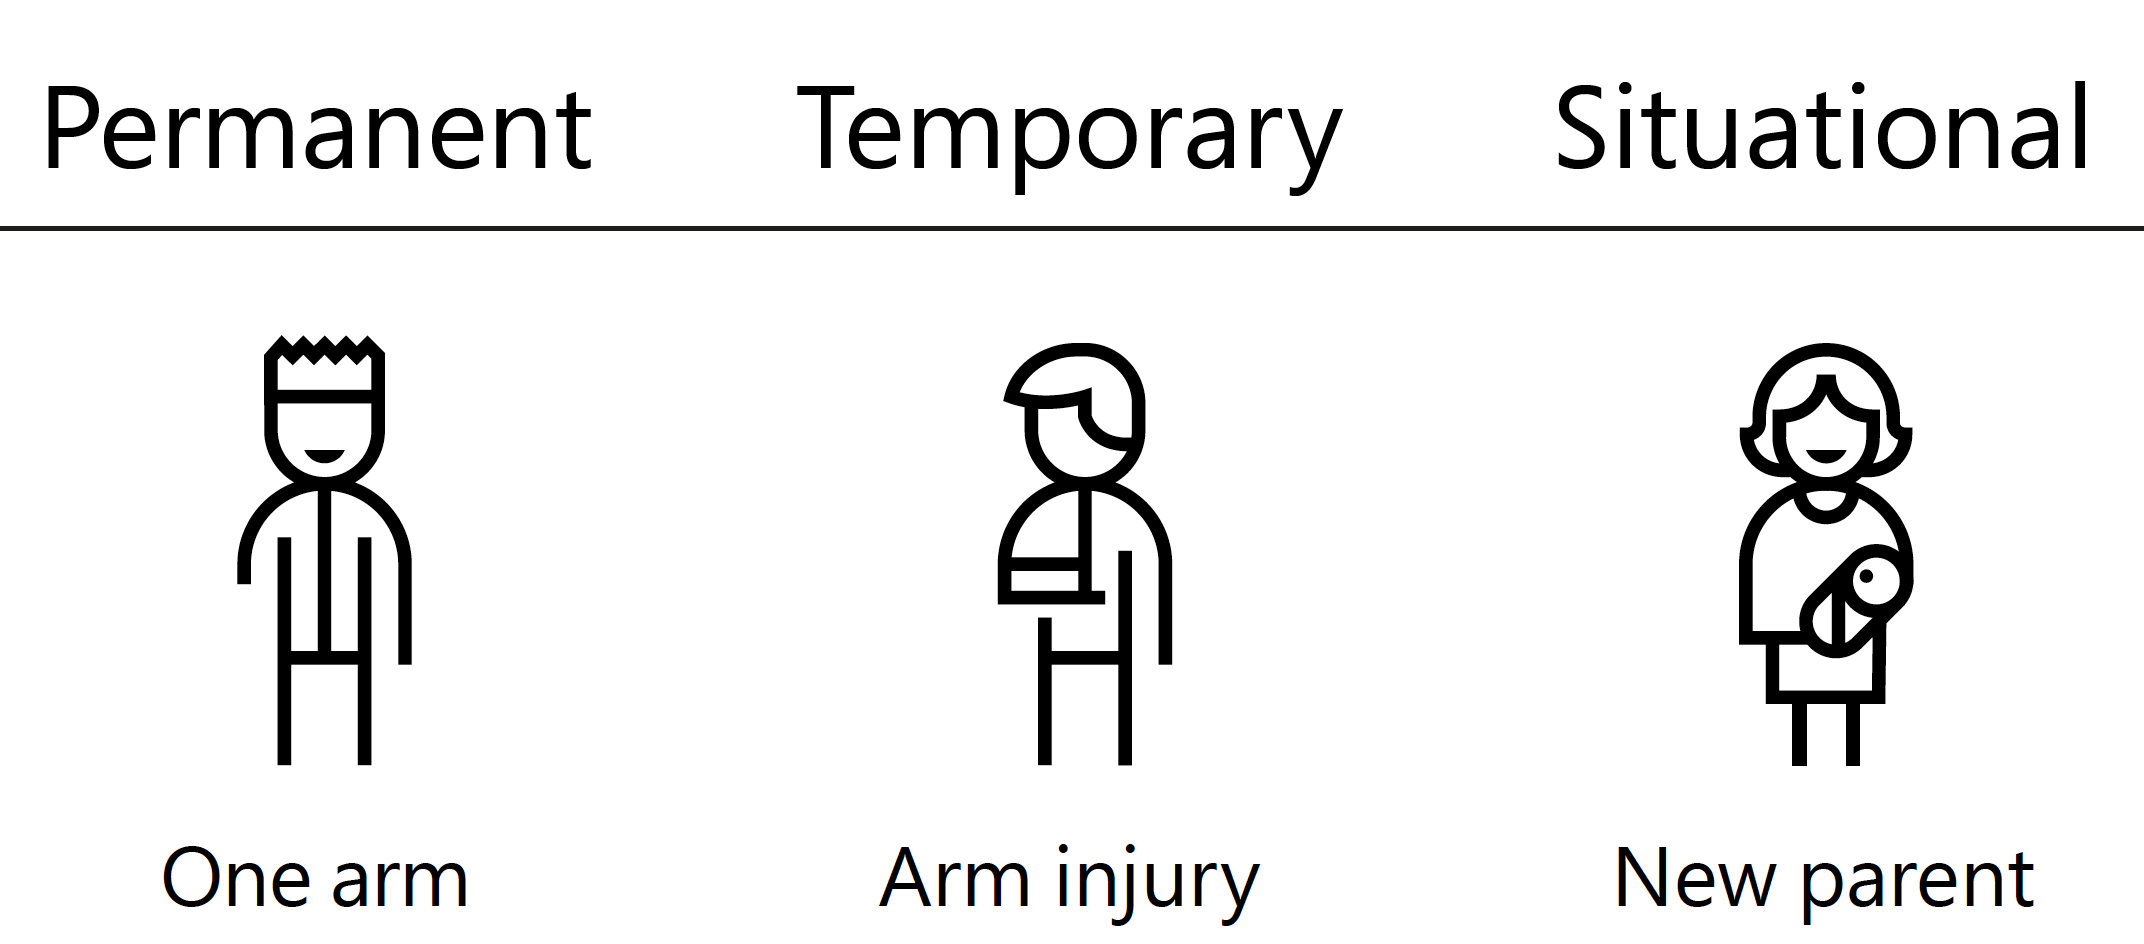 Permanent Temporary Situational
One arm Arm injury New parent